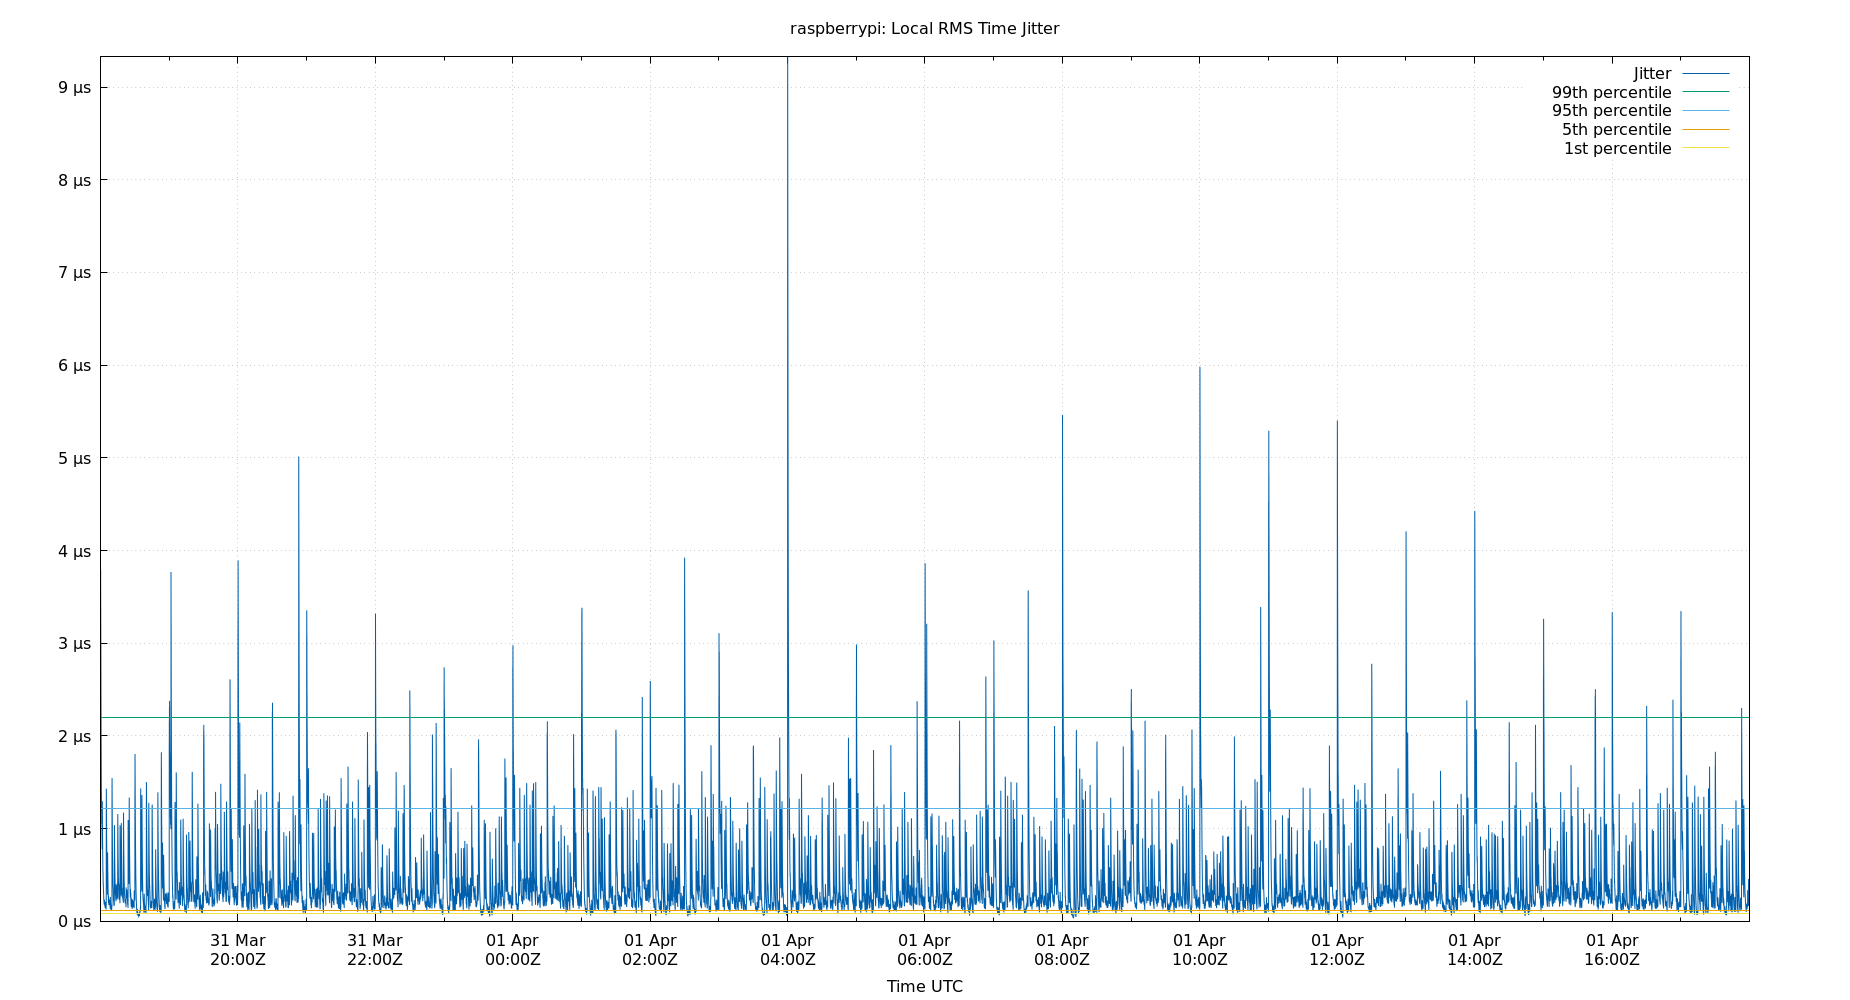 raspberrypi: Local RMS Time Jitter
Jitter
99th percentile
95th percentile
5th percentile
1st percentile
9 µs
8 µs
7 µs
6 µs
5 µs
4 µs
3 µs
2 µs
1 µs
0 µs
31 Mar 20:00Z
31 Mar 22:00Z
01 Apr 00:00Z
01 Apr 02:00Z
01 Apr 04:00Z
01 Apr 06:00Z
01 Apr 08:00Z
01 Apr 10:00Z
01 Apr 12:00Z
01 Apr 14:00Z
01 Apr 16:00Z
Time UTC